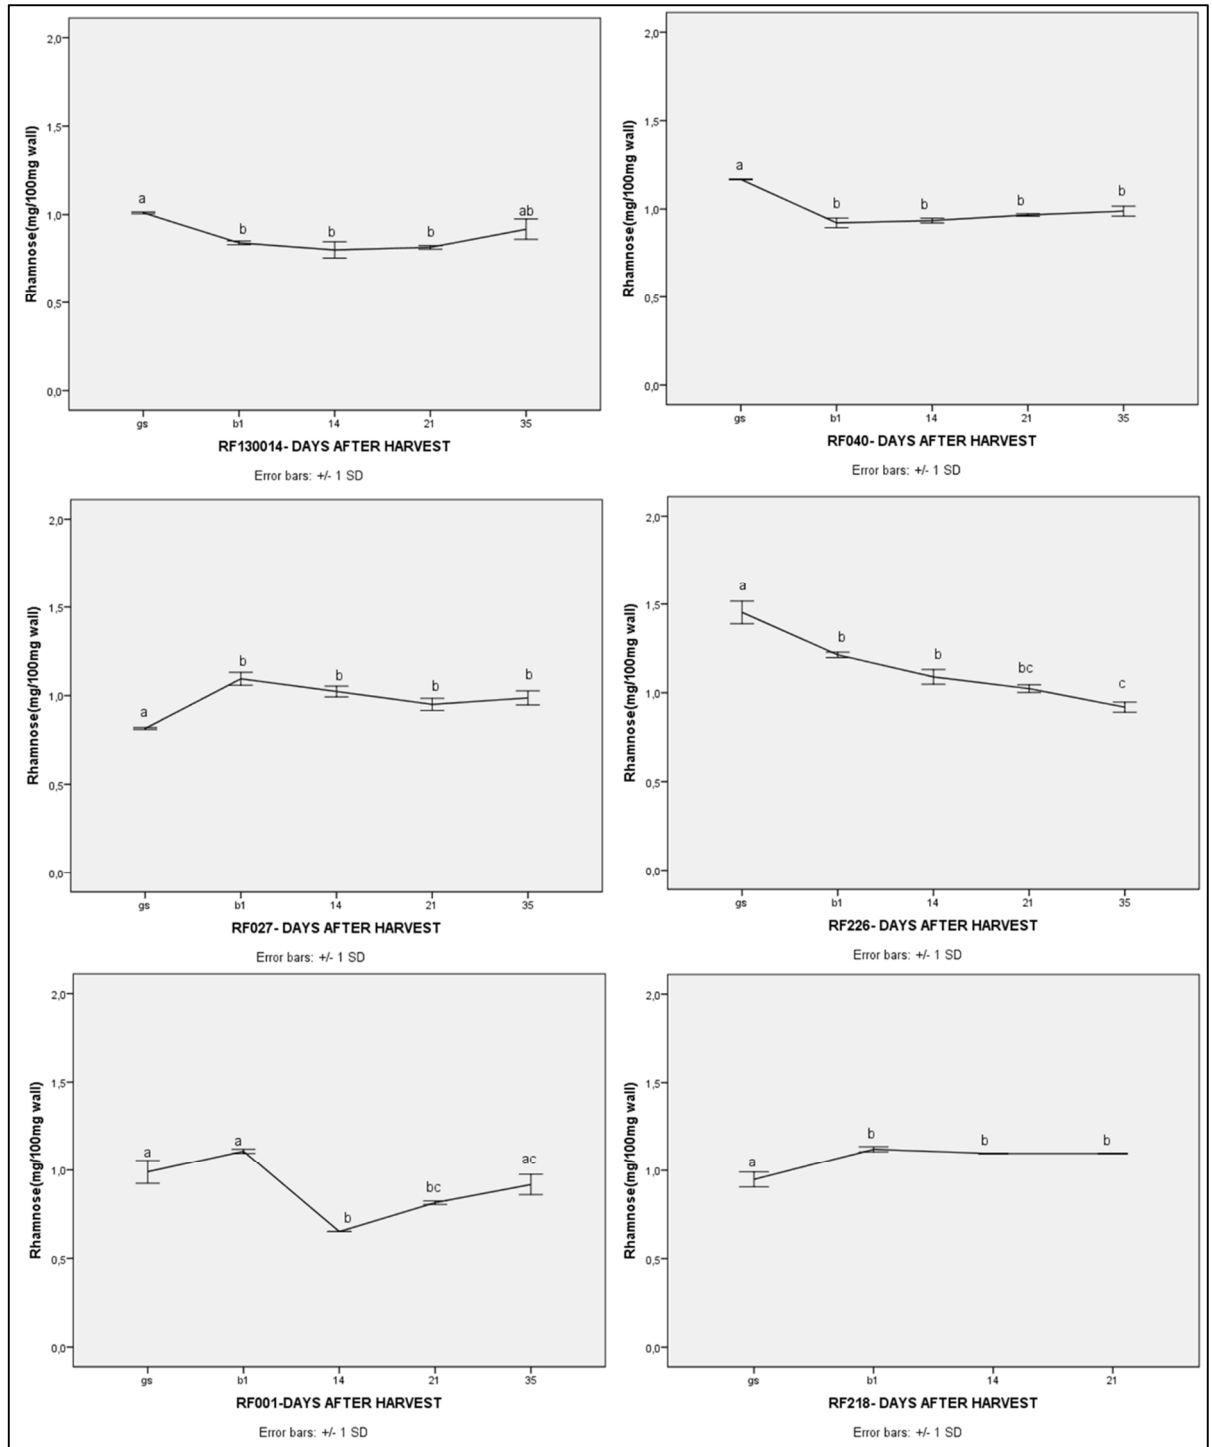 2,0
1,5
1,0
0,5
0,0
Rhamnose(mg/100mg wall)
a
b
b
b
ab
gs b1 14 21 35
RF130014- DAYS AFTER HARVEST
Error bars: +/- 1 SD
2,0
1,5
1,0
0,5
0,0
Rhamnose(mg/100mg wall)
a
b
b
b
b
gs b1 14 21 35
RF040- DAYS AFTER HARVEST
Error bars: +/- 1 SD
2,0
1,5
1,0
0,5
0,0
Rhamnose(mg/100mg wall)
a
b
b
b
b
gs b1 14 21 35
RF027- DAYS AFTER HARVEST
Error bars: +/- 1 SD
2,0
1,5
1,0
0,5
0,0
Rhamnose(mg/100mg wall)
a
b
b
bc
c
gs b1 14 21 35
RF226- DAYS AFTER HARVEST
Error bars: +/- 1 SD
2,0
1,5
1,0
0,5
0,0
Rhamnose(mg/100mg wall)
a
a
b
bc
ac
gs b1 14 21 35
RF001-DAYS AFTER HARVEST
Error bars: +/- 1 SD
2,0
1,5
1,0
0,5
0,0
Rhamnose(mg/100mg wall)
a
b
b
b
gs b1 14 21
RF218- DAYS AFTER HARVEST
Error bars: +/- 1 SD